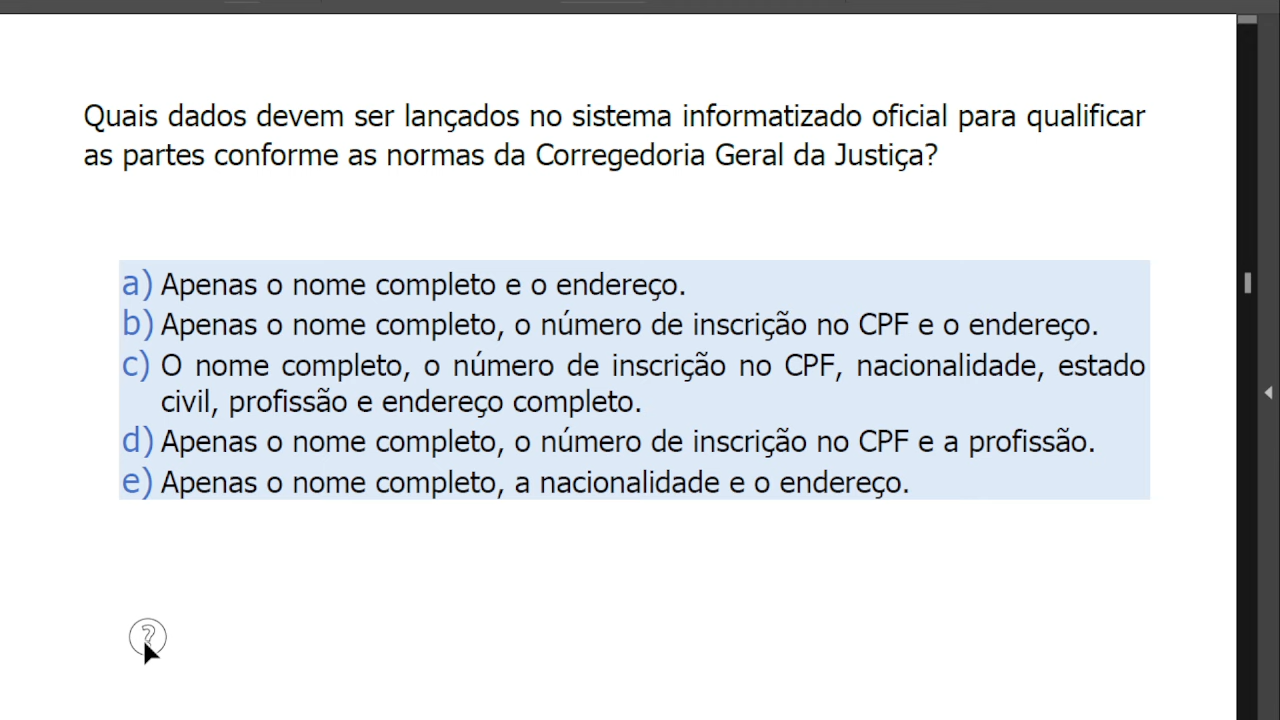 Quais dados devem ser lançados no sistema informatizado oficial para qualificar
as partes conforme as normas da Corregedoria Geral da Justiça?
a) Apenas o nome completo e o endereço.
b) Apenas o nome completo, o número de inscrição no CPF e o endereço.
c) O nome completo, o número de inscrição no CPF, nacionalidade, estado
civil, profissão e endereço completo.
d) Apenas o nome completo, o número de inscrição no CPF e a profissão.
e) Apenas o nome completo, a nacionalidade e o endereço.
?